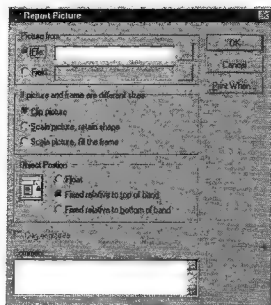 Report Picture
Picture from
File
Field
OK
Cancel
Print When...
If picture and frame are different sizes
Clip picture
Scale picture, retain shape
Scale picture, fill the frame
Object Position
Float
Fixed relative to top of band
Fixed relative to bottom of band
Comment